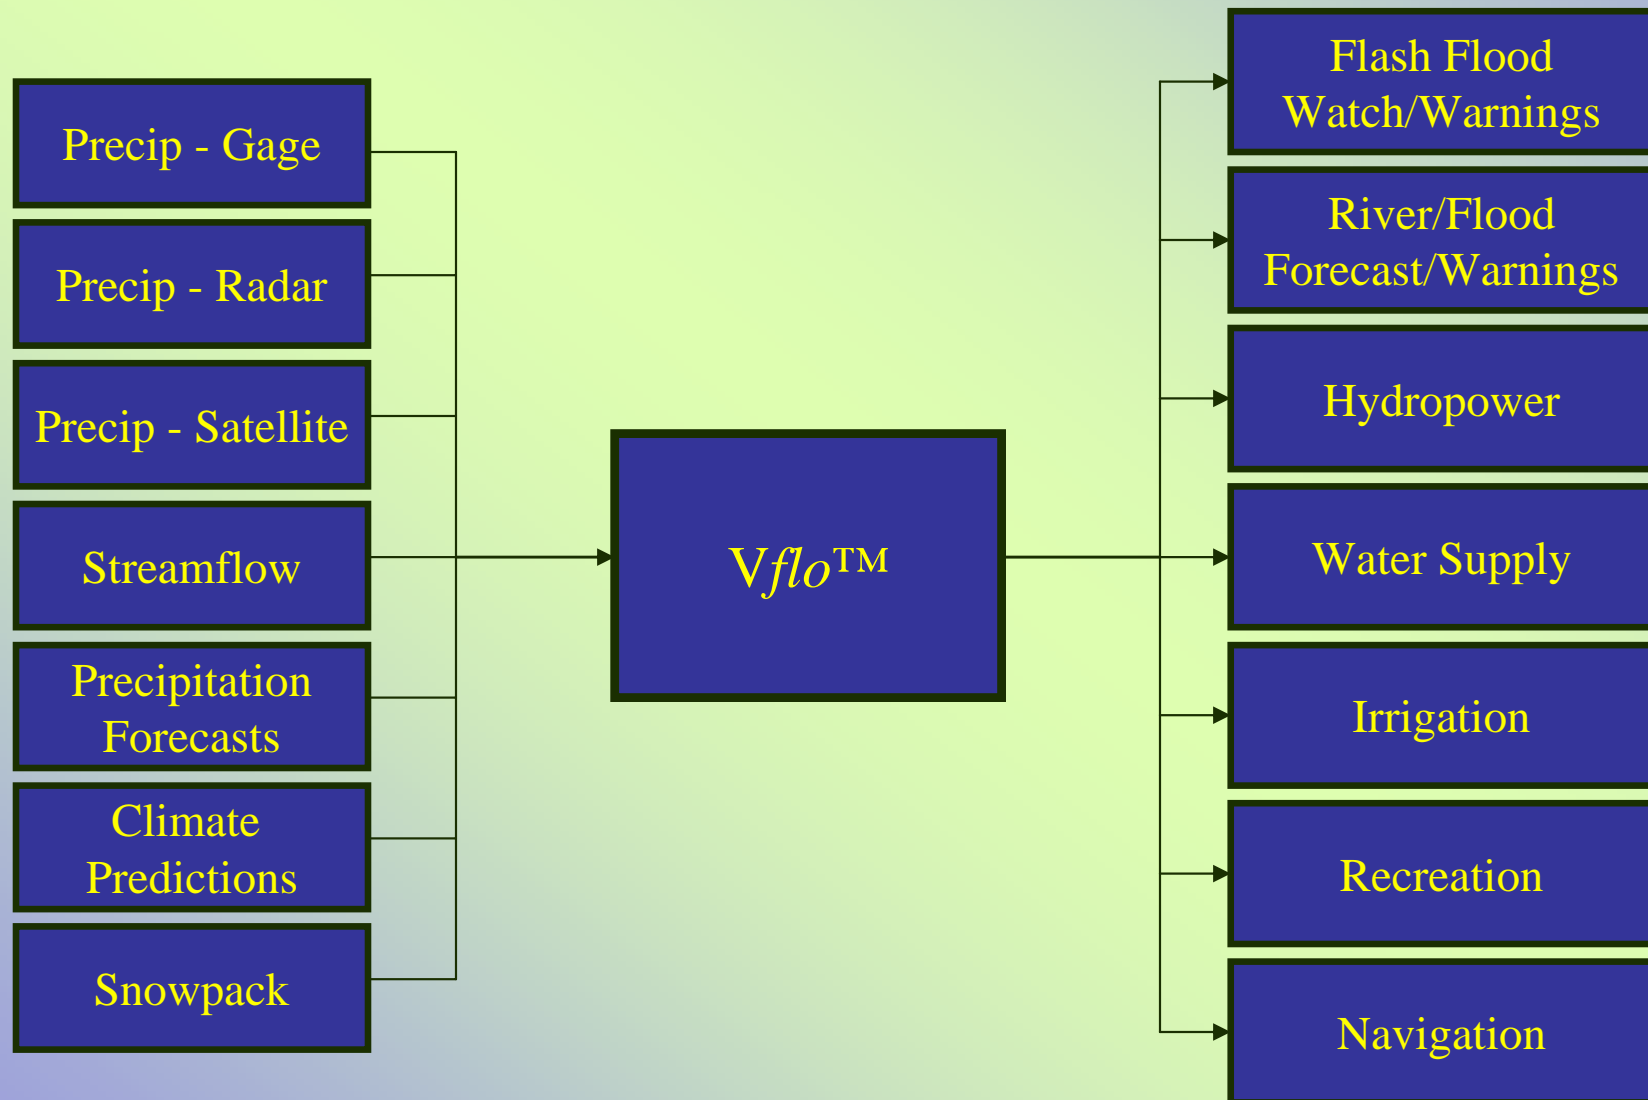 Precip - Gage
Precip - Radar
Precip - Satellite
Streamflow
Precipitation
Forecasts
Climate
Predictions
Snowpack
Vflo™
Flash Flood
Watch/Warnings
River/Flood
Forecast/Warnings
Hydropower
Water Supply
Irrigation
Recreation
Navigation